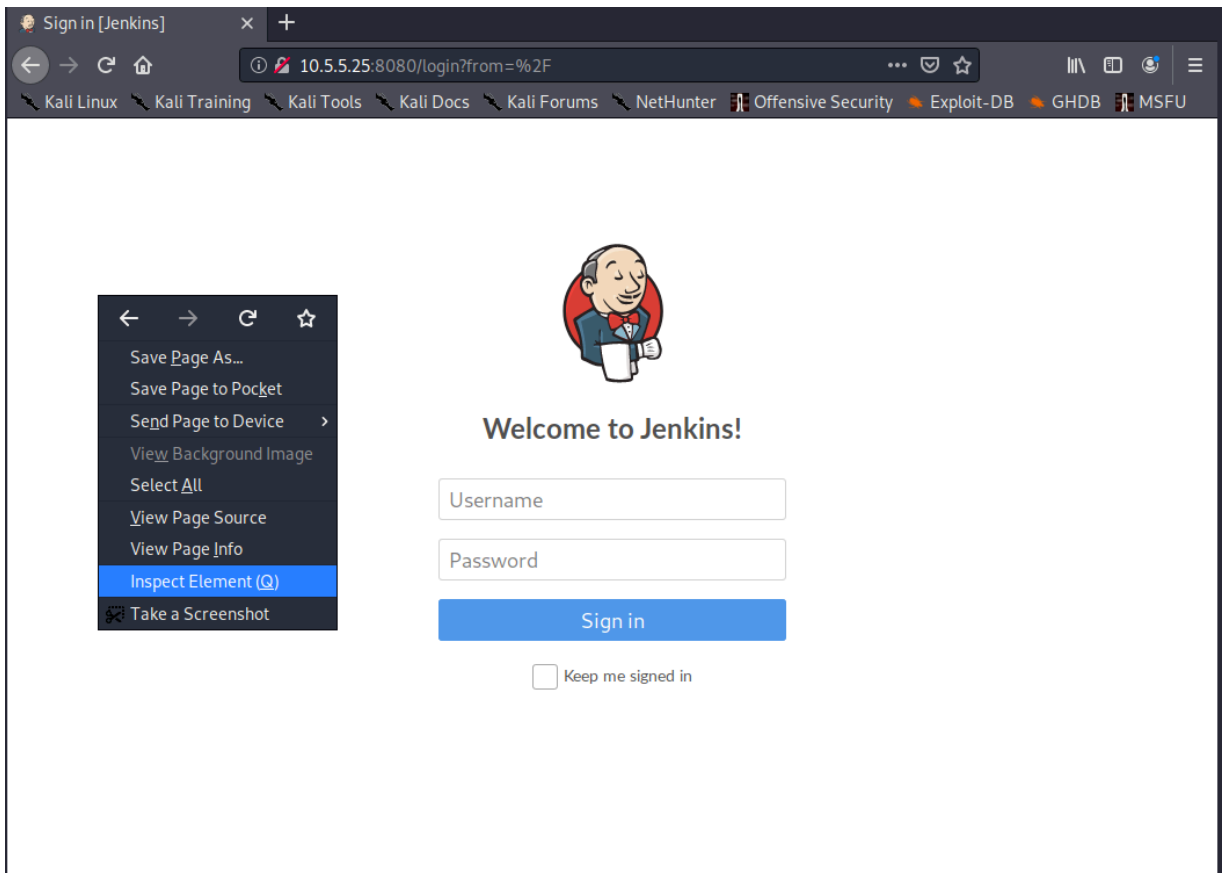 Sign in [Jenkins]
10.5.5.25:8080/login?from=%2F
Kali Linux Kali Training Kali Tools Kali Docs Kali Forums NetHunter Offensive Security Exploit-DB GHDB MSFU
Save Page As...
Save Page to Pocket
Send Page to Device
View Background Image
Select All
View Page Source
View Page Info
Inspect Element (Q)
Take a Screenshot
Welcome to Jenkins!
Username
Password
Sign in
Keep me signed in